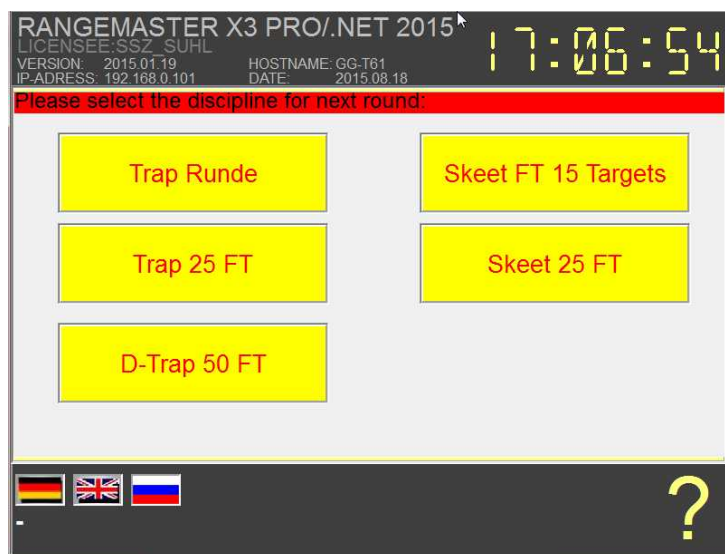 RANGEMASTER X3 PRO/.NET 2015
LICENSEE:SSZ_SUHL
VERSION: 2015.01.19 HOSTNAME: GG-T61
IP-ADRESS: 192.168.0.101 DATE: 2015.08.18
17:06:54
Please select the discipline for next round:
Trap Runde
Skeet FT 15 Targets
Trap 25 FT
Skeet 25 FT
D-Trap 50 FT
?
-